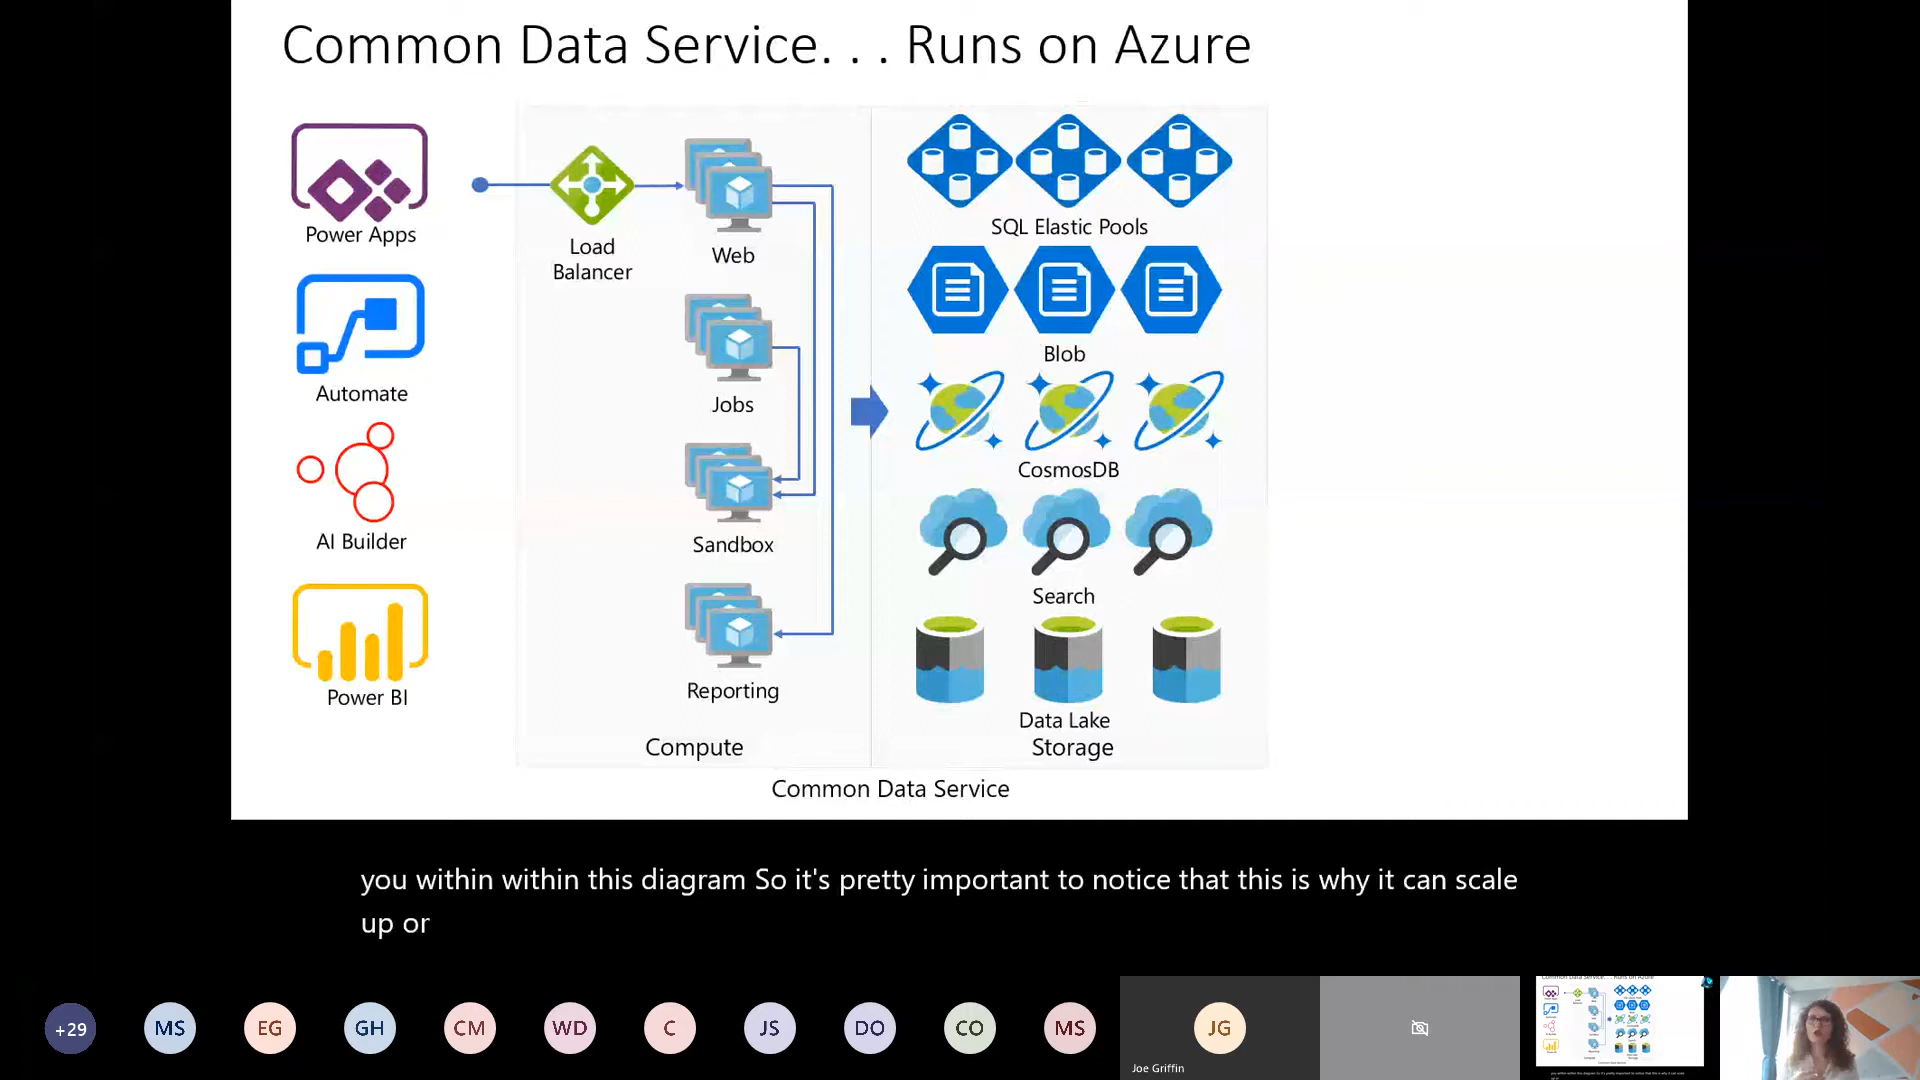 Common Data Service. . . Runs on Azure
Power Apps
Automate
AI Builder
Power BI
Load
Balancer
Web
Jobs
Sandbox
Reporting
Compute
SQL Elastic Pools
Blob
CosmosDB
Search
Data Lake
Storage
Common Data Service
you within within this diagram So it's pretty important to notice that this is why it can scale
up or
+29
MS
EG
GH
CM
WD
C
JS
DO
CO
MS
JG
Joe Griffin